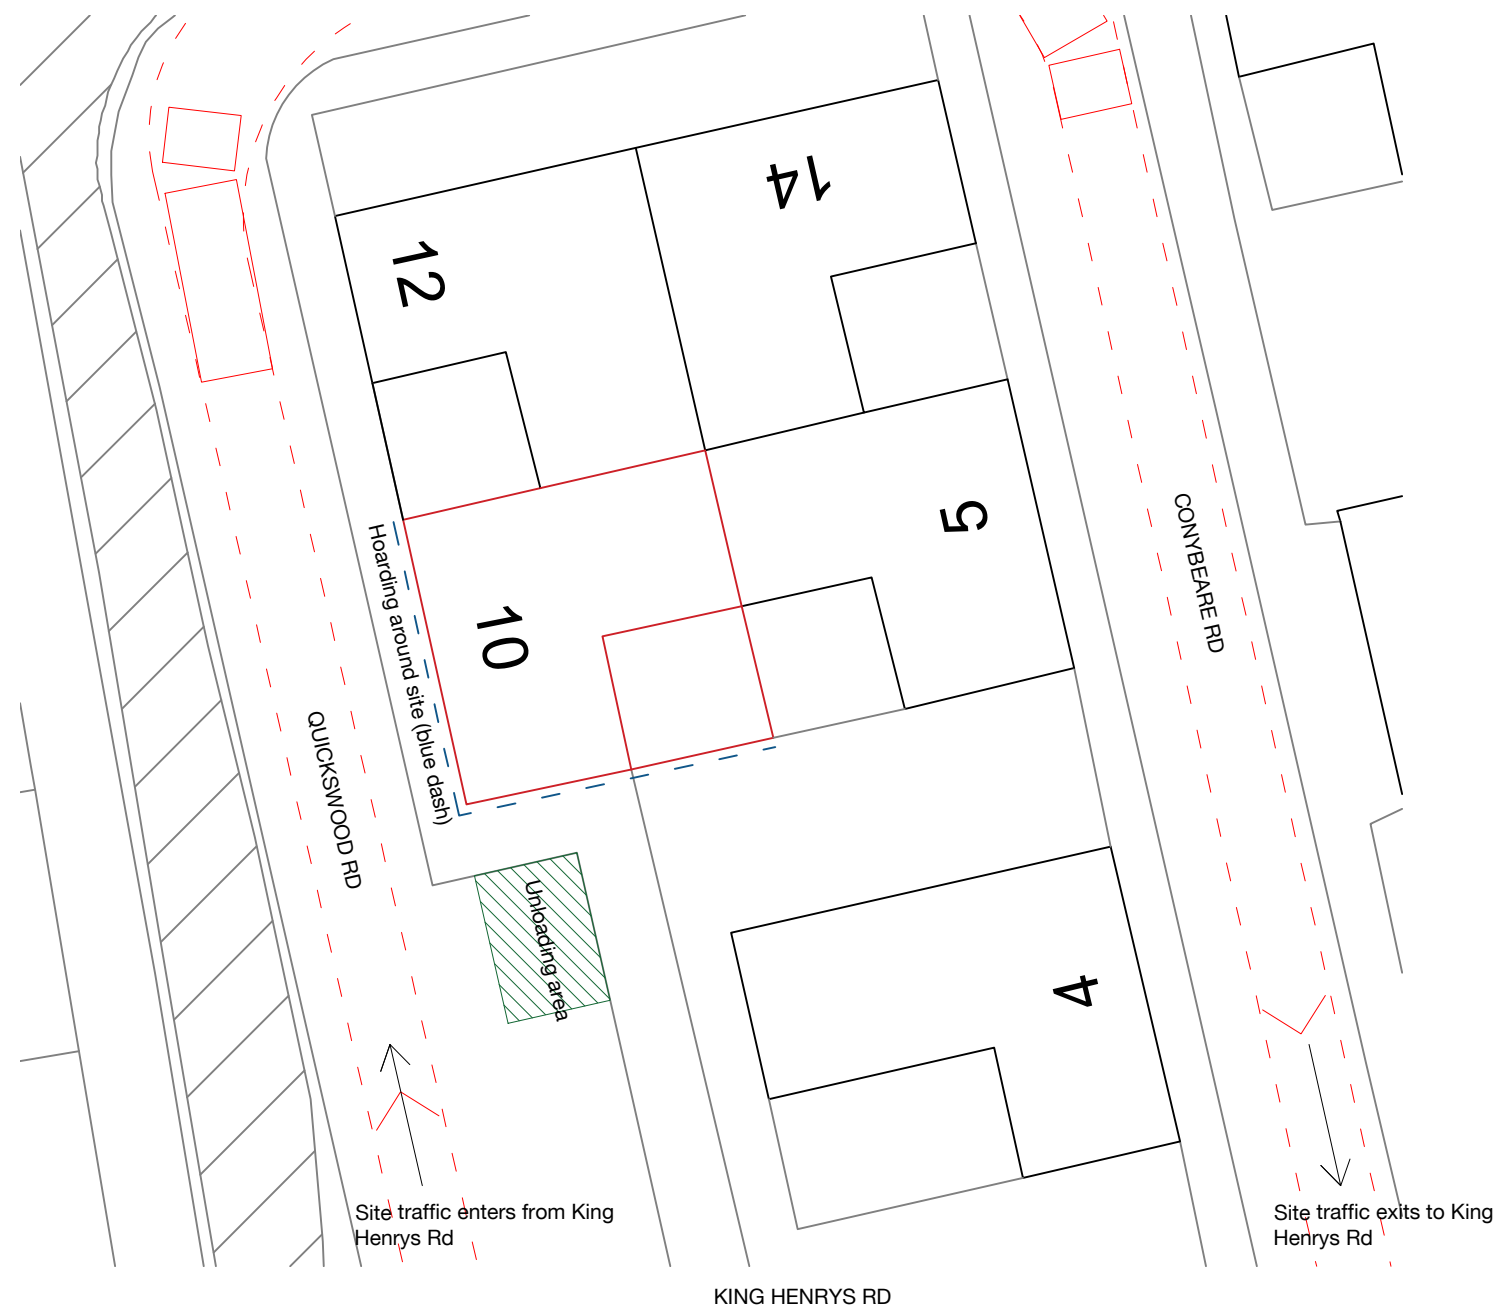 14
12
5
CONYBEARE RD
Hoarding around site (blue dash)
10
QUICKSWOOD RD
Unloading area
4
Site traffic enters from King
Henrys Rd
Site traffic exits to King
Henrys Rd
KING HENRYS RD